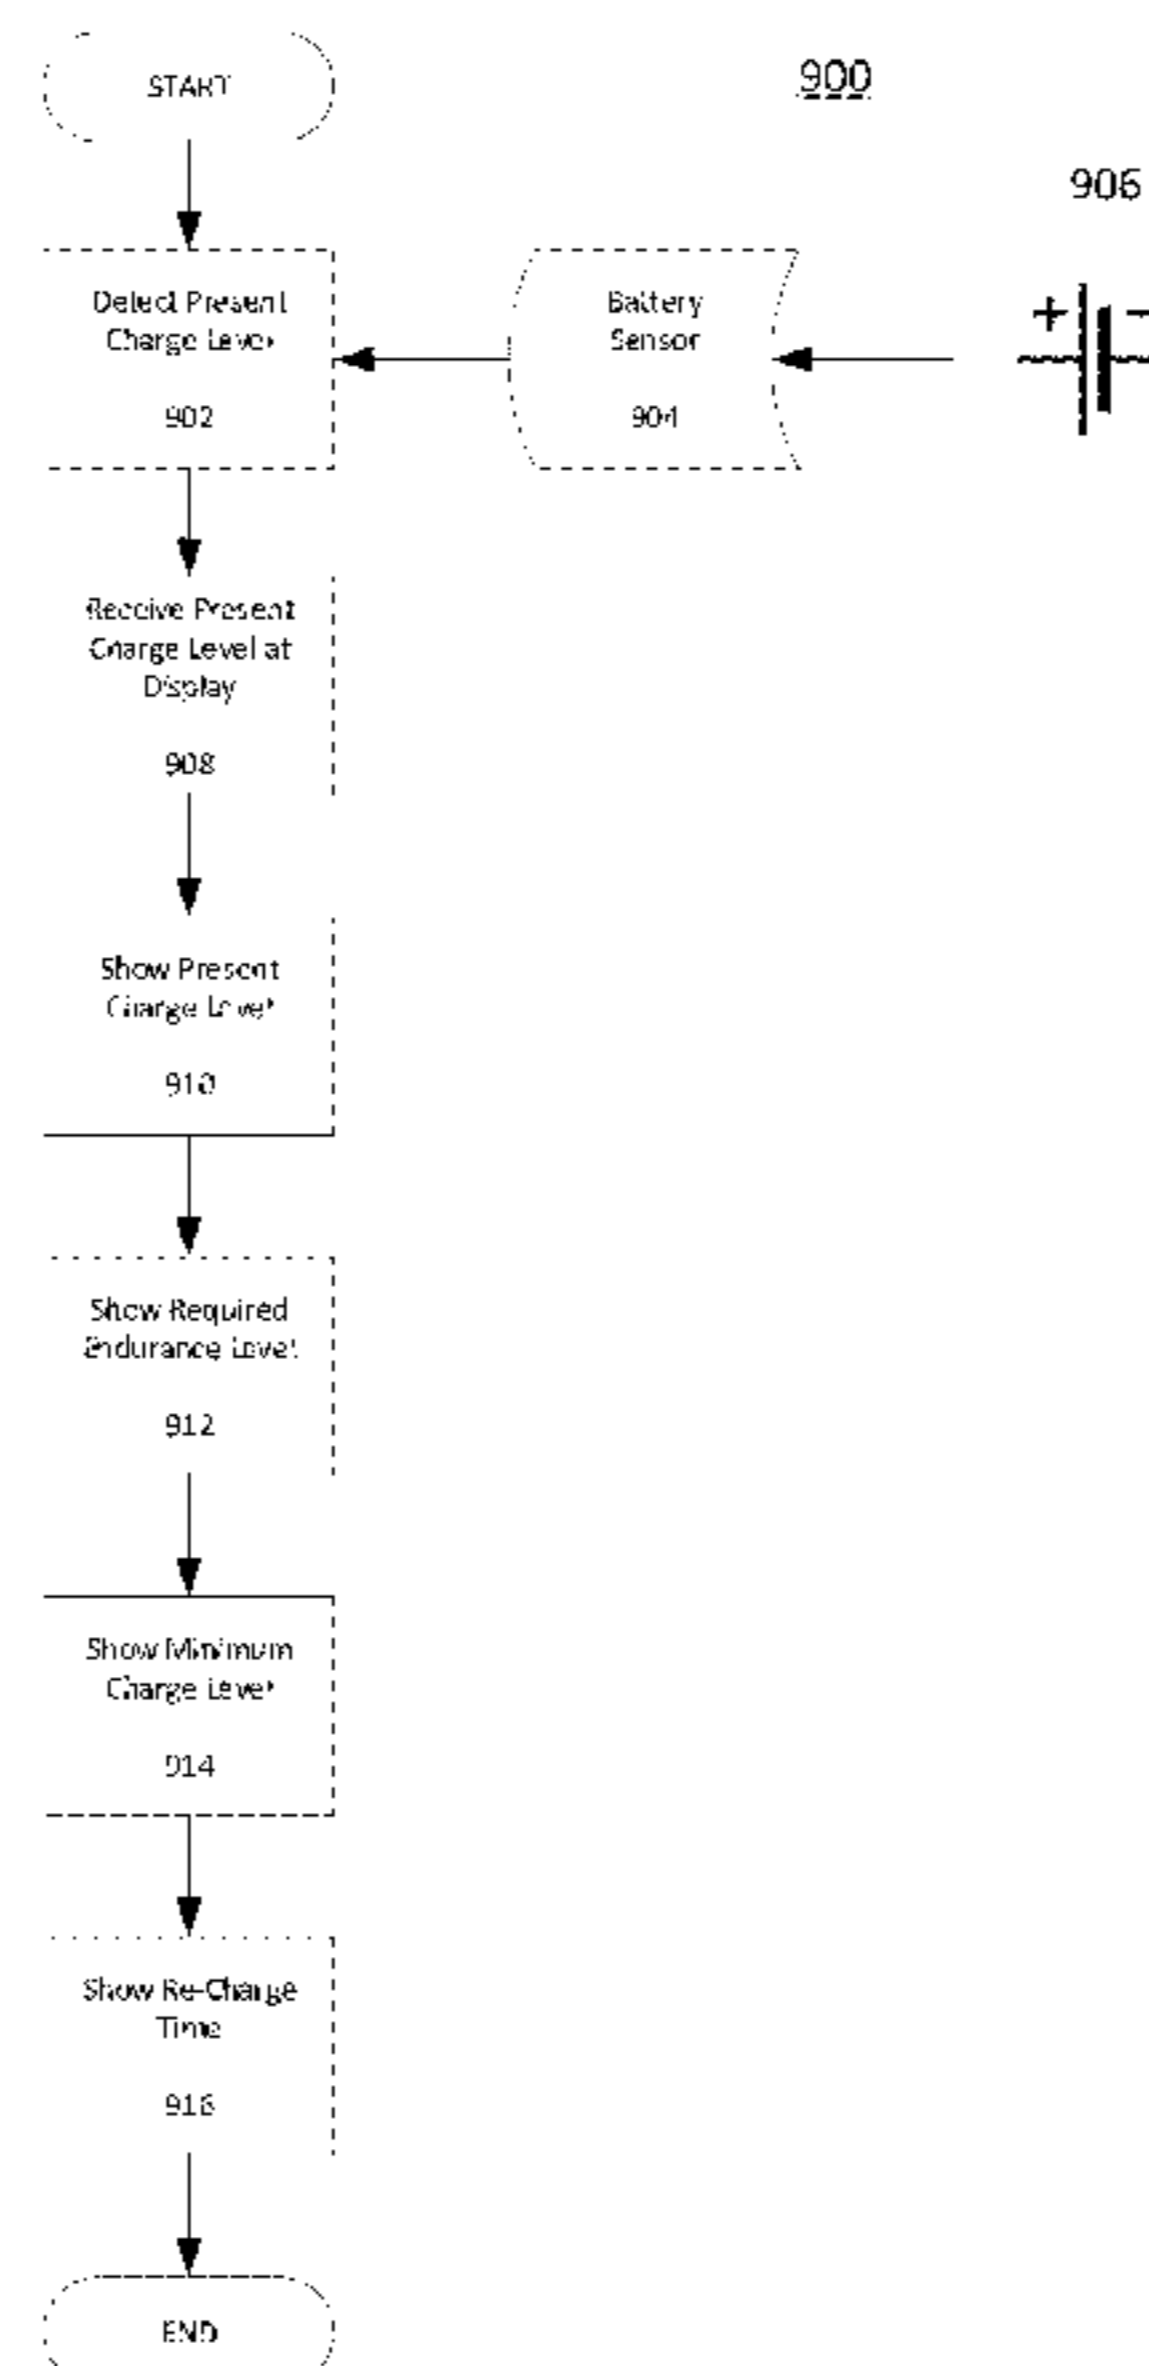 START
900
906
Detect Present
Charge Level
902
Battery
Sensor
904
+
-
Receive Present
Charge Level at
Display
908
Show Present
Charge Level
910
Show Required
Endurance Level
912
Show Minimum
Charge Level
914
Show Re-Charge
Time
916
END